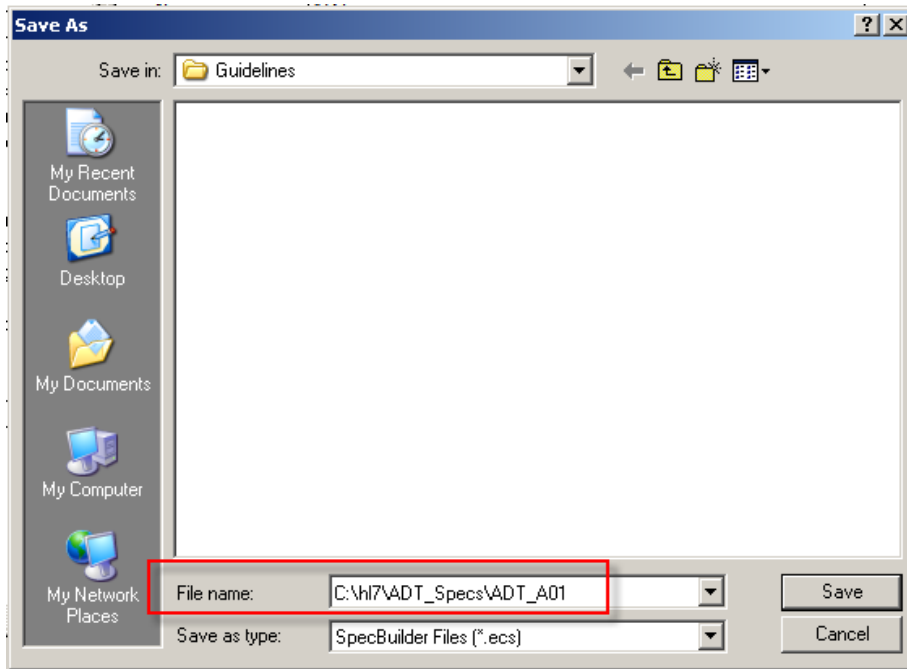 Save As
Save in: Guidelines
My Recent
Documents
Desktop
My Documents
My Computer
My Network
Places
File name: C:\hl7\ADT_Specs\ADT_A01 Save
Save as type: SpecBuilder Files (*.ecs) Cancel